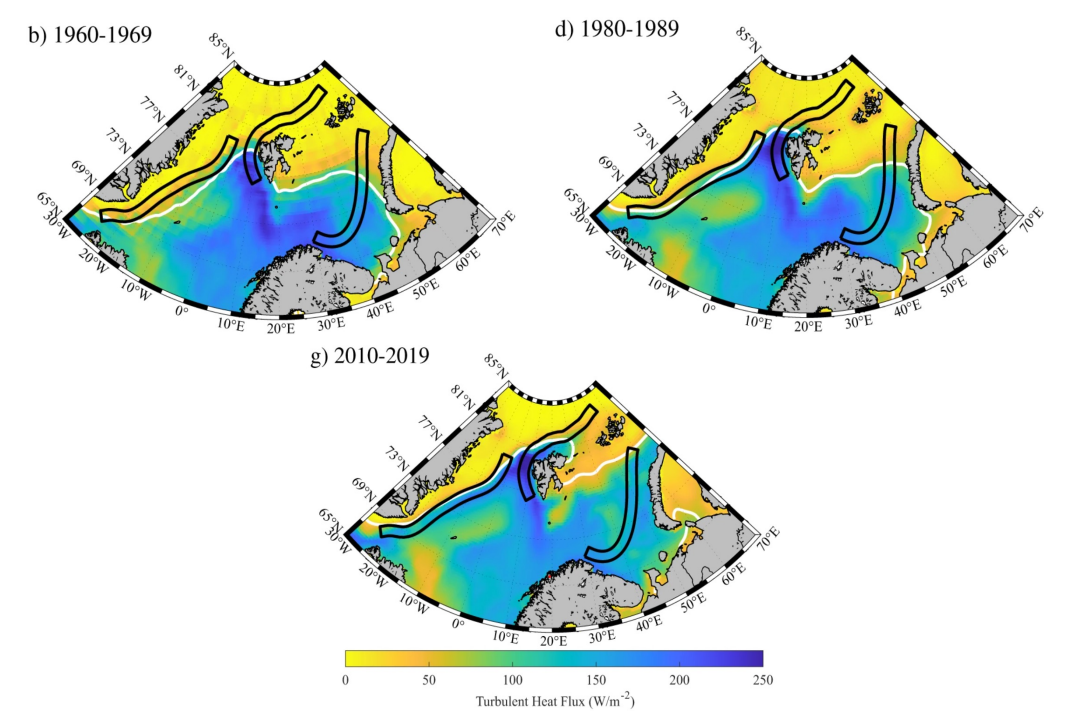 b) 1960-1969
85°N
81°N
77°N
73°N
69°N
65°N
30°W
20°W
10°W
0°
10°E
20°E
30°E
40°E
50°E
60°E
70°E
d) 1980-1989
85°N
77°N
73°N
69°N
65°N
30°W
20°W
10°W
0°
10°E
20°E
30°E
40°E
50°E
60°E
70°E
g) 2010-2019
85°N
81°N
77°N
73°N
69°N
65°N
30°W
20°W
10°W
0°
10°E
20°E
30°E
40°E
50°E
60°E
70°E
0 50 100 150 200 250
Turbulent Heat Flux (W/m⁻²)